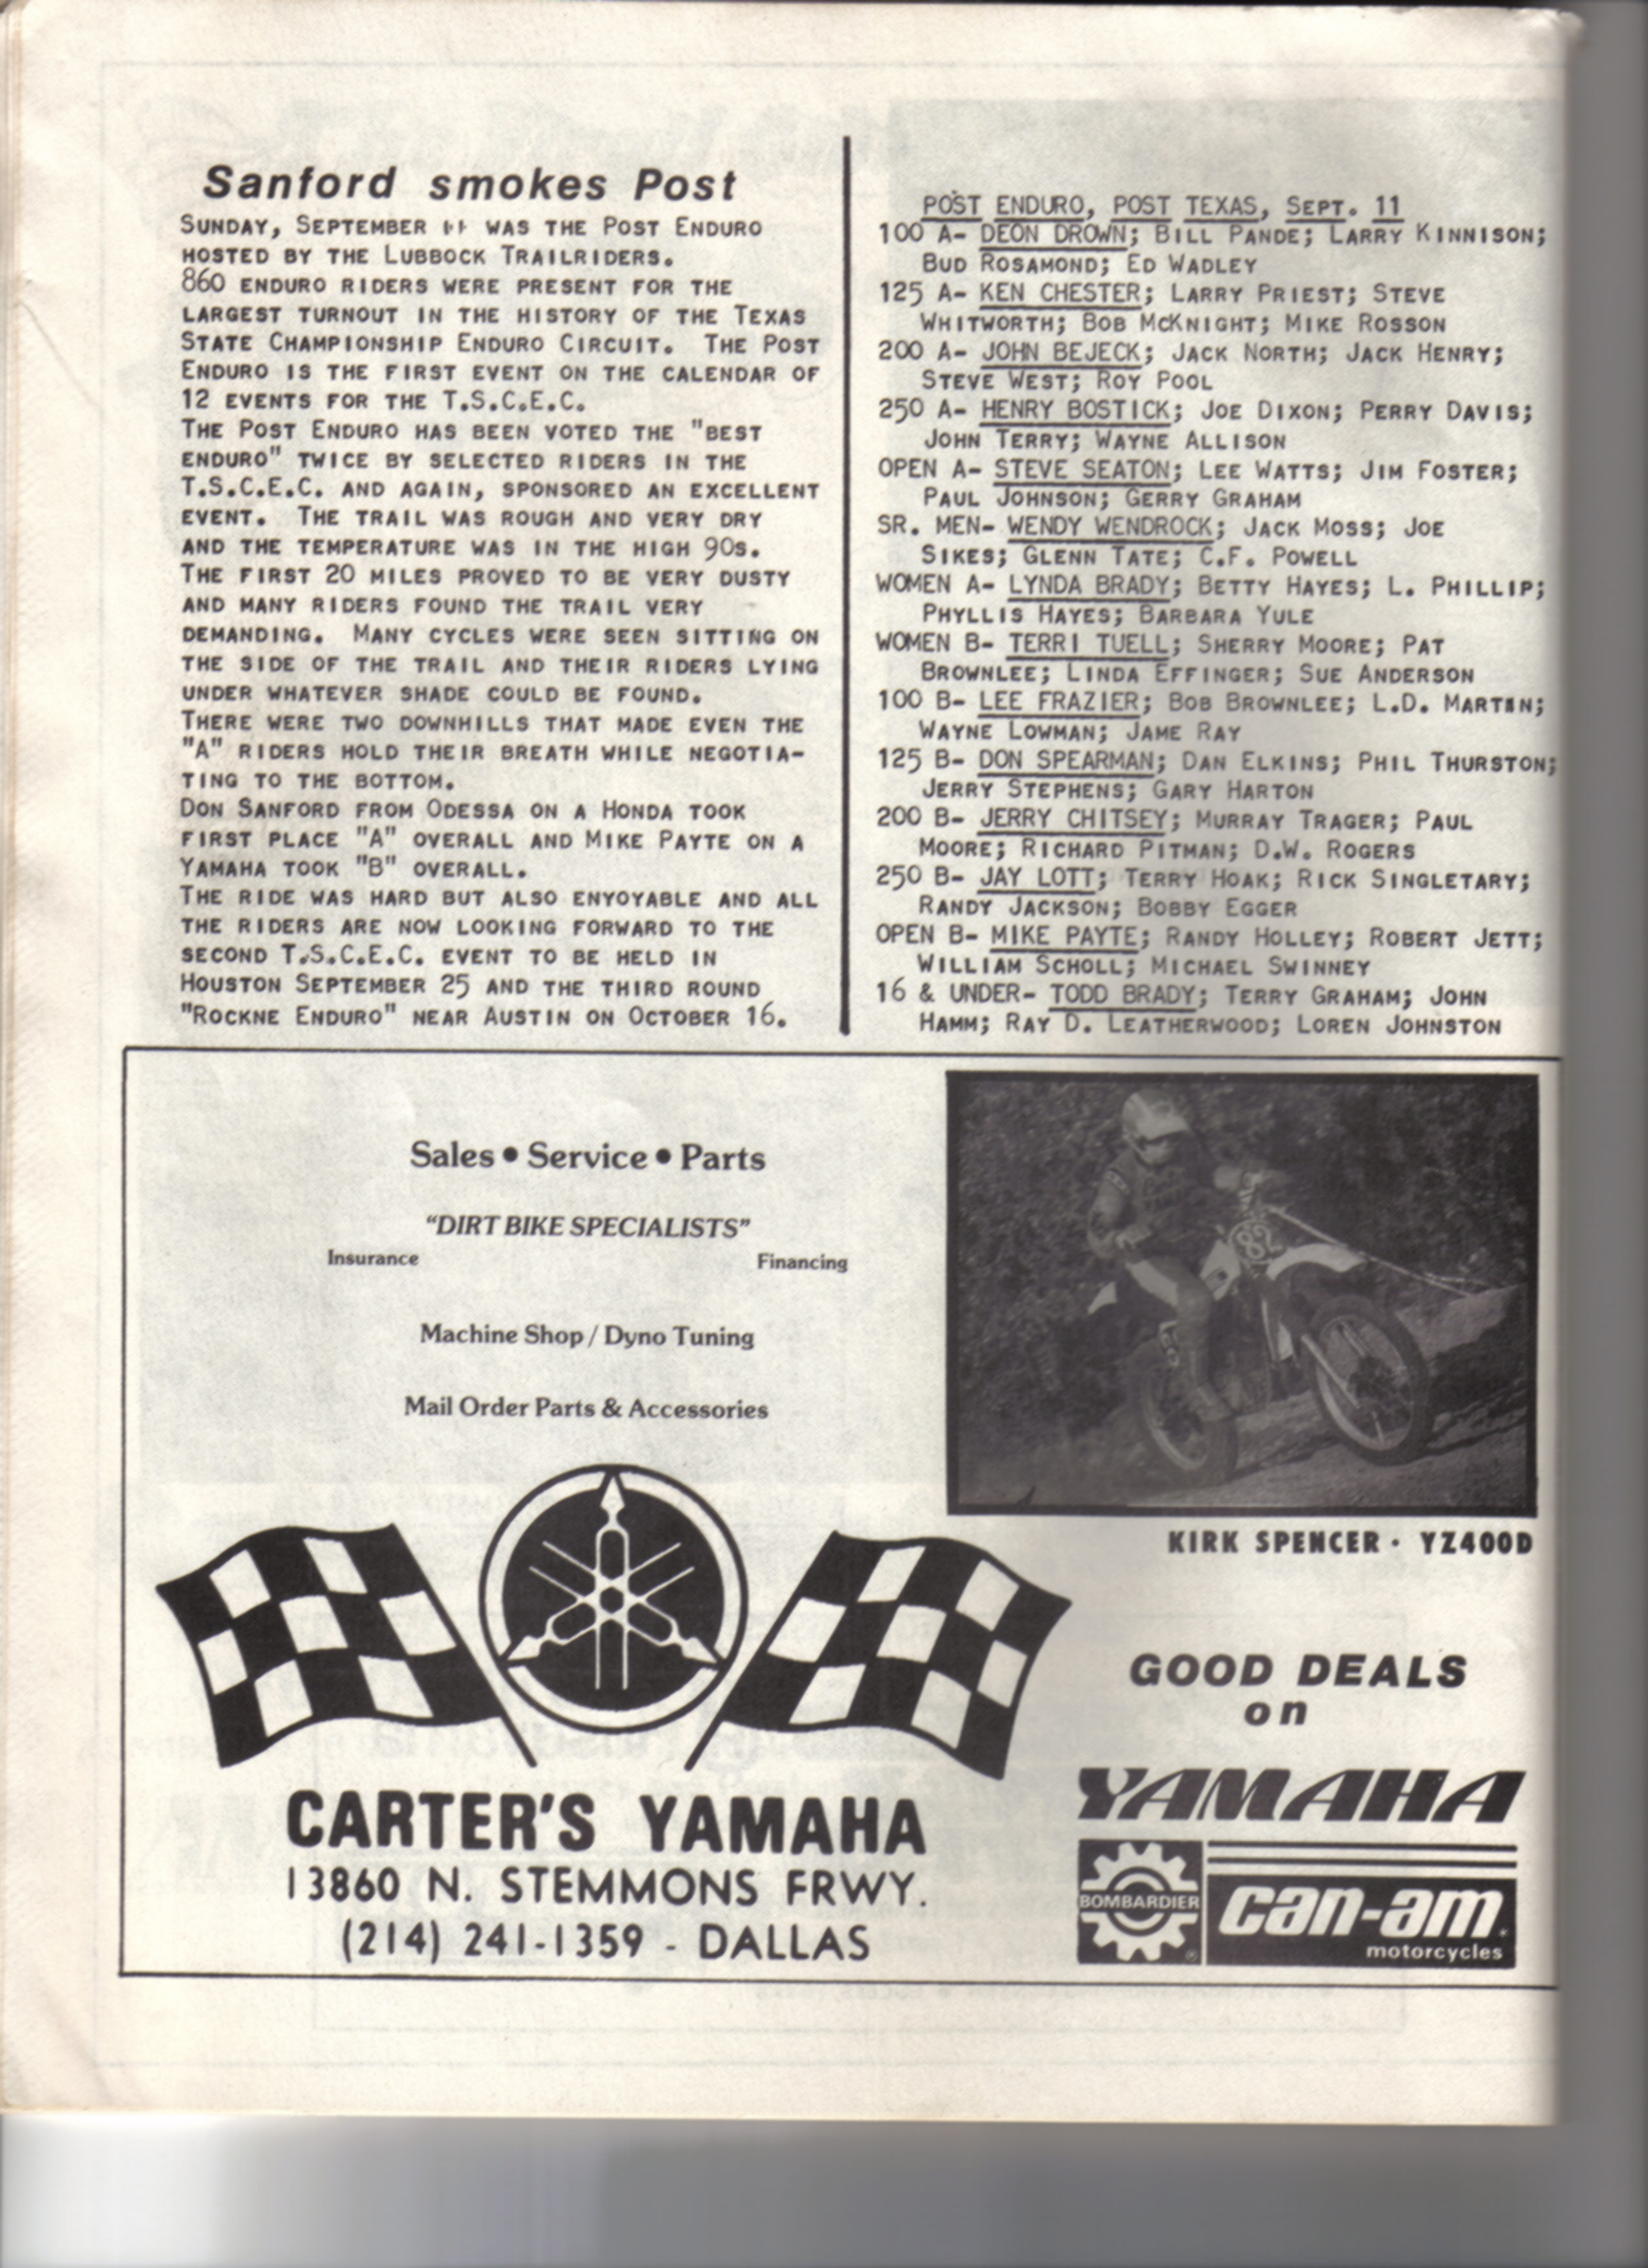 Sanford smokes Post
SUNDAY, SEPTEMBER 11 WAS THE POST ENDURO
HOSTED BY THE LUBBOCK TRAILRIDERS.
860 ENDURO RIDERS WERE PRESENT FOR THE
LARGEST TURNOUT IN THE HISTORY OF THE TEXAS
STATE CHAMPIONSHIP ENDURO CIRCUIT. THE POST
ENDURO IS THE FIRST EVENT ON THE CALENDAR OF
12 EVENTS FOR THE T.S.C.E.C.
THE POST ENDURO HAS BEEN VOTED THE "BEST
ENDURO" TWICE BY SELECTED RIDERS IN THE
T.S.C.E.C. AND AGAIN, SPONSORED AN EXCELLENT
EVENT. THE TRAIL WAS ROUGH AND VERY DRY
AND THE TEMPERATURE WAS IN THE HIGH 90S.
THE FIRST 20 MILES PROVED TO BE VERY DUSTY
AND MANY RIDERS FOUND THE TRAIL VERY
DEMANDING. MANY CYCLES WERE SEEN SITTING ON
THE SIDE OF THE TRAIL AND THEIR RIDERS LYING
UNDER WHATEVER SHADE COULD BE FOUND.
THERE WERE TWO DOWNHILLS THAT MADE EVEN THE
"A" RIDERS HOLD THEIR BREATH WHILE NEGOTIA-
TING TO THE BOTTOM.
DON SANFORD FROM ODESSA ON A HONDA TOOK
FIRST PLACE "A" OVERALL AND MIKE PAYTE ON A
YAMAHA TOOK "B" OVERALL.
THE RIDE WAS HARD BUT ALSO ENYOYABLE AND ALL
THE RIDERS ARE NOW LOOKING FORWARD TO THE
SECOND T.S.C.E.C. EVENT TO BE HELD IN
HOUSTON SEPTEMBER 25 AND THE THIRD ROUND
"ROCKNE ENDURO" NEAR AUSTIN ON OCTOBER 16.
POST ENDURO, POST TEXAS, SEPT. 11
100 A- DEON DROWN; BILL PANDE; LARRY KINNISON;
BUD ROSAMOND; ED WADLEY
125 A- KEN CHESTER; LARRY PRIEST; STEVE
WHITWORTH; BOB McKNIGHT; MIKE ROSSON
200 A- JOHN BEJECK; JACK NORTH; JACK HENRY;
STEVE WEST; ROY POOL
250 A- HENRY BOSTICK; JOE DIXON; PERRY DAVIS;
JOHN TERRY; WAYNE ALLISON
OPEN A- STEVE SEATON; LEE WATTS; JIM FOSTER;
PAUL JOHNSON; GERRY GRAHAM
SR. MEN- WENDY WENDROCK; JACK MOSS; JOE
SIKES; GLENN TATE; C.F. POWELL
WOMEN A- LYNDA BRADY; BETTY HAYES; L. PHILLIP;
PHYLLIS HAYES; BARBARA YULE
WOMEN B- TERRI TUELL; SHERRY MOORE; PAT
BROWNLEE; LINDA EFFINGER; SUE ANDERSON
100 B- LEE FRAZIER; BOB BROWNLEE; L.D. MARTIN;
WAYNE LOWMAN; JAME RAY
125 B- DON SPEARMAN; DAN ELKINS; PHIL THURSTON;
JERRY STEPHENS; GARY HARTON
200 B- JERRY CHITSEY; MURRAY TRAGER; PAUL
MOORE; RICHARD PITMAN; D.W. ROGERS
250 B- JAY LOTT; TERRY HOAK; RICK SINGLETARY;
RANDY JACKSON; BOBBY EGGER
OPEN B- MIKE PAYTE; RANDY HOLLEY; ROBERT JETT;
WILLIAM SCHOLL; MICHAEL SWINNEY
16 & UNDER- TODD BRADY; TERRY GRAHAM; JOHN
HAMM; RAY D. LEATHERWOOD; LOREN JOHNSTON
Sales • Service • Parts
"DIRT BIKE SPECIALISTS"
Insurance Financing
Machine Shop / Dyno Tuning
Mail Order Parts & Accessories
82
KIRK SPENCER · YZ400D
GOOD DEALS
on
YAMAHA
BOMBARDIER
can-am
motorcycles
CARTER'S YAMAHA
13860 N. STEMMONS FRWY.
(214) 241-1359 - DALLAS